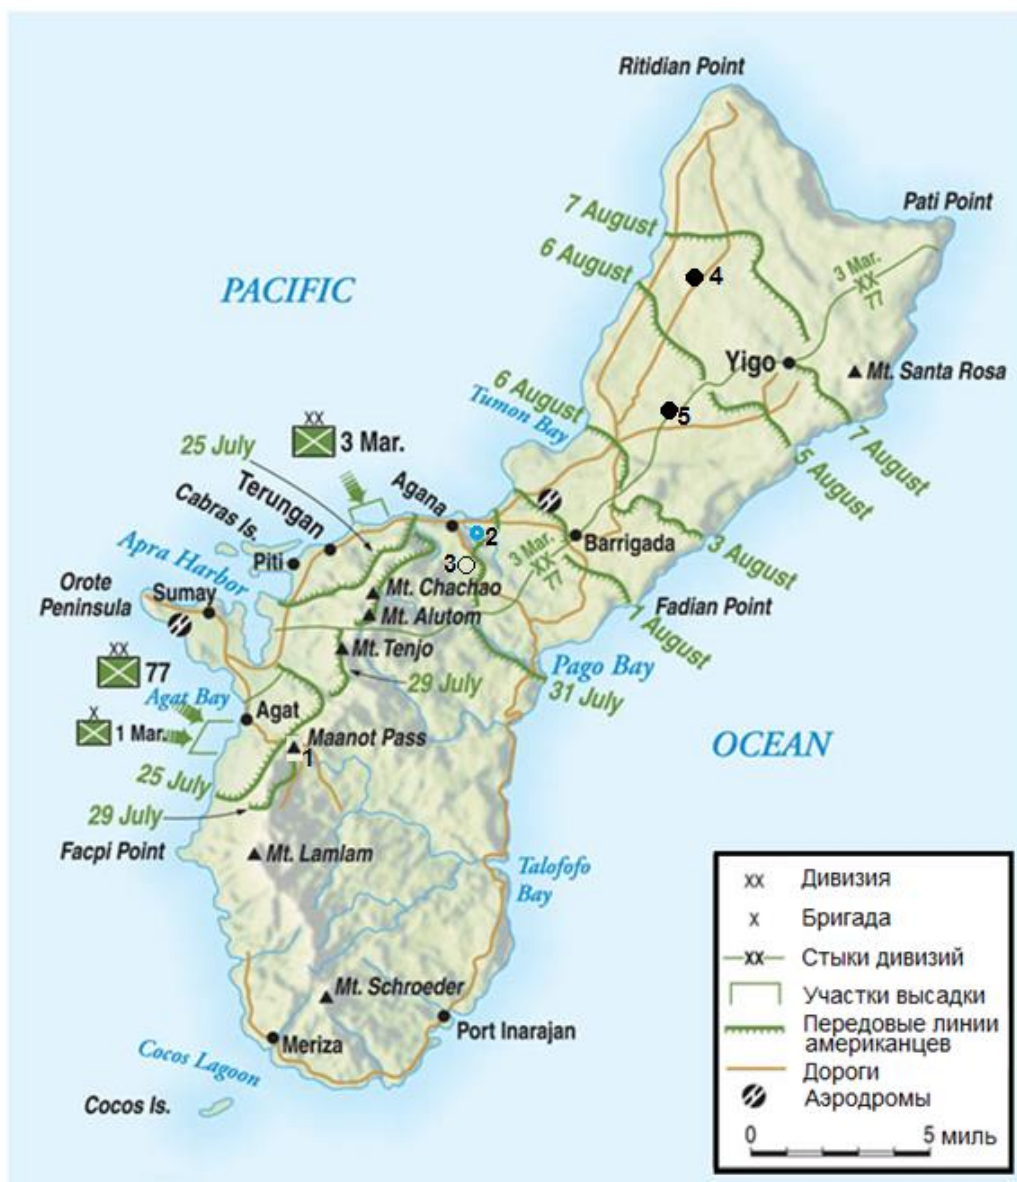 Ritidian Point
Pati Point
7 August
6 August
3 Mar.
XX
77
PACIFIC
4
Yigo
Mt. Santa Rosa
6 August
Tumon Bay
5
7 August
5 August
XX
3 Mar.
25 July
Terungan
Cabras Is.
Agana
2
Apra Harbor
Piti
3
3 Mar.
XX
77
Barrigada
3 August
Orote
Peninsula
Sumay
Mt. Chachao
Mt. Alutom
Fadian Point
1 August
XX
77
Mt. Tenjo
Pago Bay
29 July
31 July
Agat Bay
X
1 Mar.
Agat
Maanot Pass
1
OCEAN
25 July
29 July
Facpi Point
Mt. Lamlam
Talofofo
Bay
Mt. Schroeder
Port Inarajan
Meriza
Cocos Lagoon
Cocos Is.
XX Дивизия
X Бригада
XX Стыки дивизий
Участки высадки
Передовые линии
американцев
Дороги
Аэродромы
0 5 миль